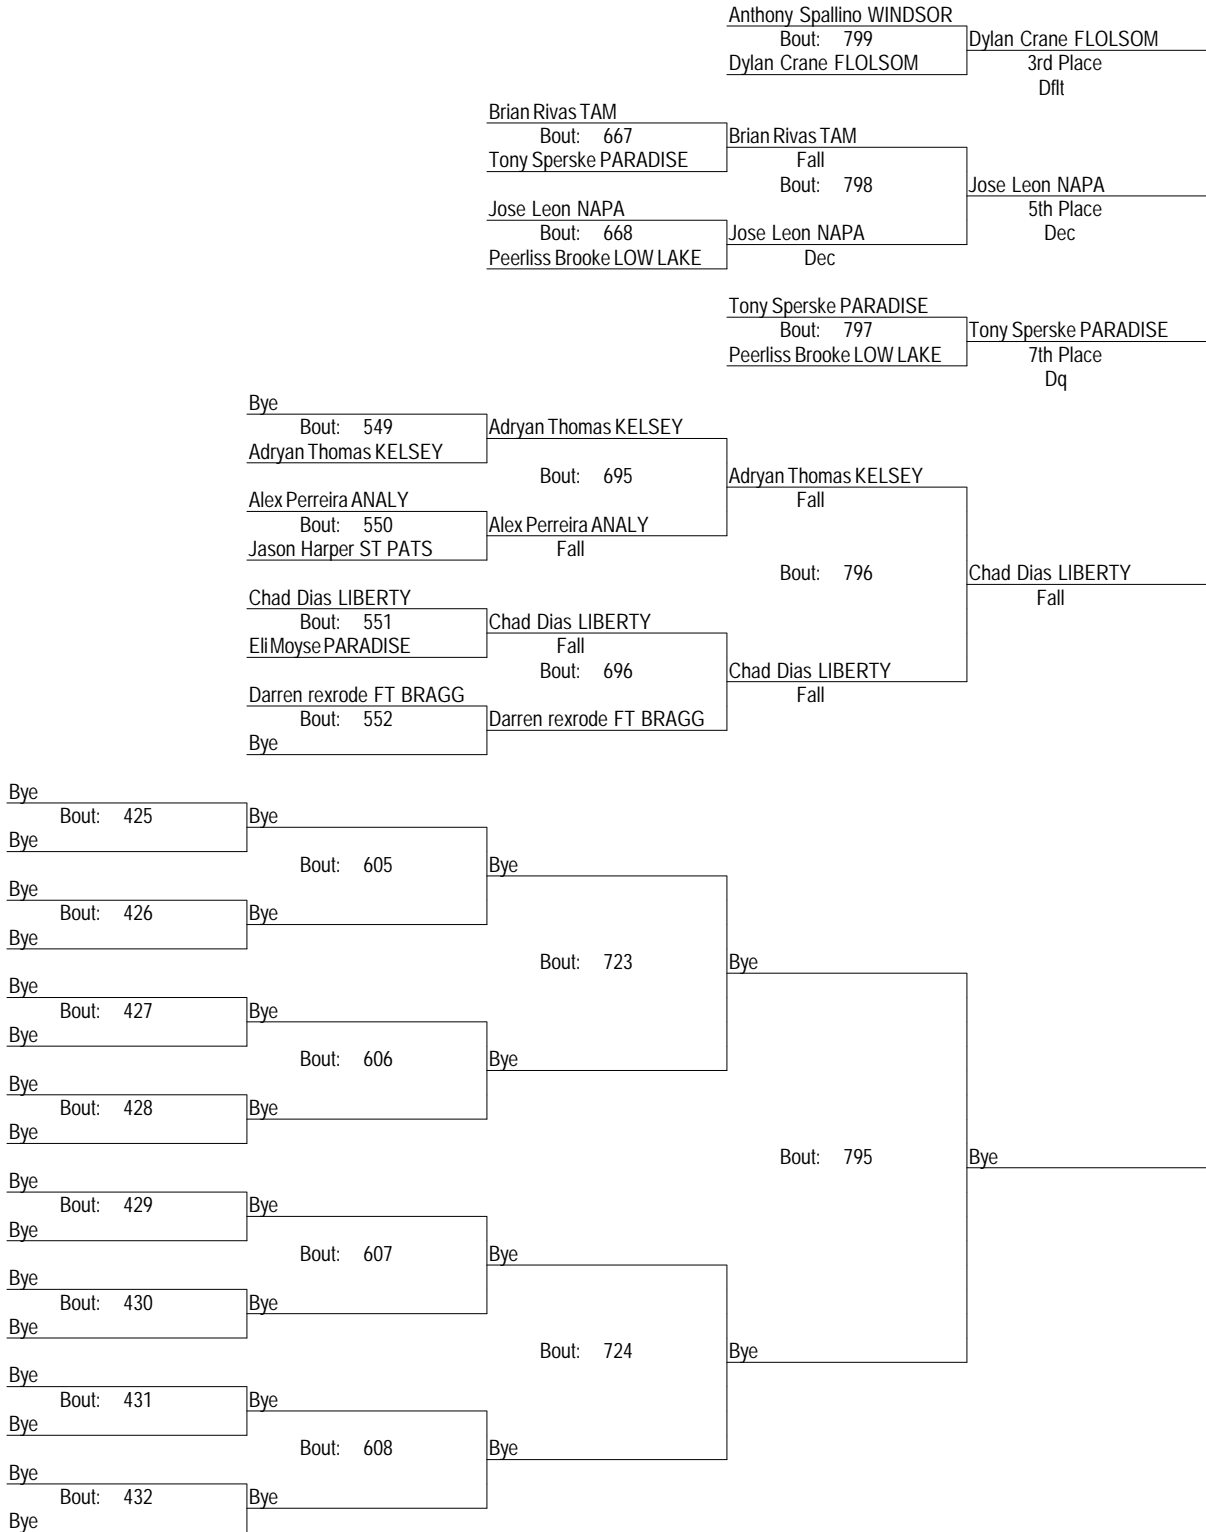 Anthony Spallino WINDSOR
Bout: 799
Dylan Crane FLOLSOM
Dylan Crane FLOLSOM
3rd Place
Dflt
Brian Rivas TAM
Bout: 667
Tony Sperske PARADISE
Brian Rivas TAM
Fall
Bout: 798
Jose Leon NAPA
5th Place
Dec
Jose Leon NAPA
Bout: 668
Peerliss Brooke LOW LAKE
Jose Leon NAPA
Dec
Tony Sperske PARADISE
Bout: 797
Peerliss Brooke LOW LAKE
Tony Sperske PARADISE
7th Place
Dq
Bye
Bout: 549
Adryan Thomas KELSEY
Adryan Thomas KELSEY
Bout: 695
Adryan Thomas KELSEY
Fall
Alex Perreira ANALY
Bout: 550
Jason Harper ST PATS
Alex Perreira ANALY
Fall
Bout: 796
Chad Dias LIBERTY
Fall
Chad Dias LIBERTY
Bout: 551
Eli Moyse PARADISE
Chad Dias LIBERTY
Fall
Bout: 696
Chad Dias LIBERTY
Fall
Darren rexrode FT BRAGG
Bout: 552
Bye
Darren rexrode FT BRAGG
Bye
Bout: 425
Bye
Bye
Bout: 605
Bye
Bye
Bout: 426
Bye
Bye
Bout: 723
Bye
Bye
Bout: 427
Bye
Bye
Bout: 606
Bye
Bye
Bout: 428
Bye
Bye
Bout: 795
Bye
Bye
Bout: 429
Bye
Bye
Bout: 607
Bye
Bye
Bout: 430
Bye
Bye
Bout: 724
Bye
Bye
Bout: 431
Bye
Bye
Bout: 608
Bye
Bye
Bout: 432
Bye
Bye